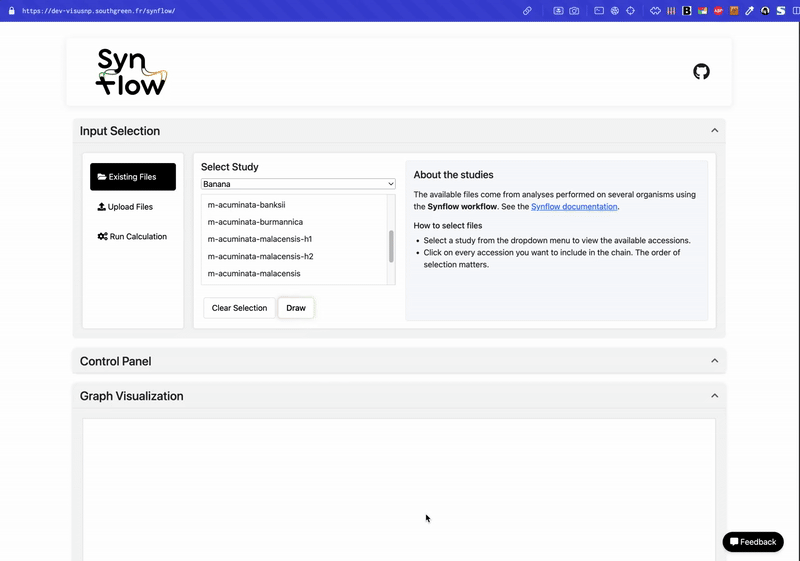 https://dev-visusnp.southgreen.fr/synflow/
Syn
flow
Input Selection
Existing Files
Upload Files
Run Calculation
Select Study
Banana
m-acuminata-banksii
m-acuminata-burmannica
m-acuminata-malacensis-h1
m-acuminata-malacensis-h2
m-acuminata-malacensis
Clear Selection
Draw
About the studies
The available files come from analyses performed on several organisms using
the Synflow workflow. See the Synflow documentation.
How to select files
• Select a study from the dropdown menu to view the available accessions.
• Click on every accession you want to include in the chain. The order of
selection matters.
Control Panel
Graph Visualization
Feedback